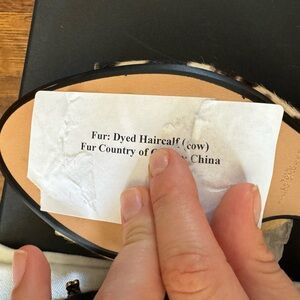 Fur: Dyed Haircalf (cow)
Fur Country of China